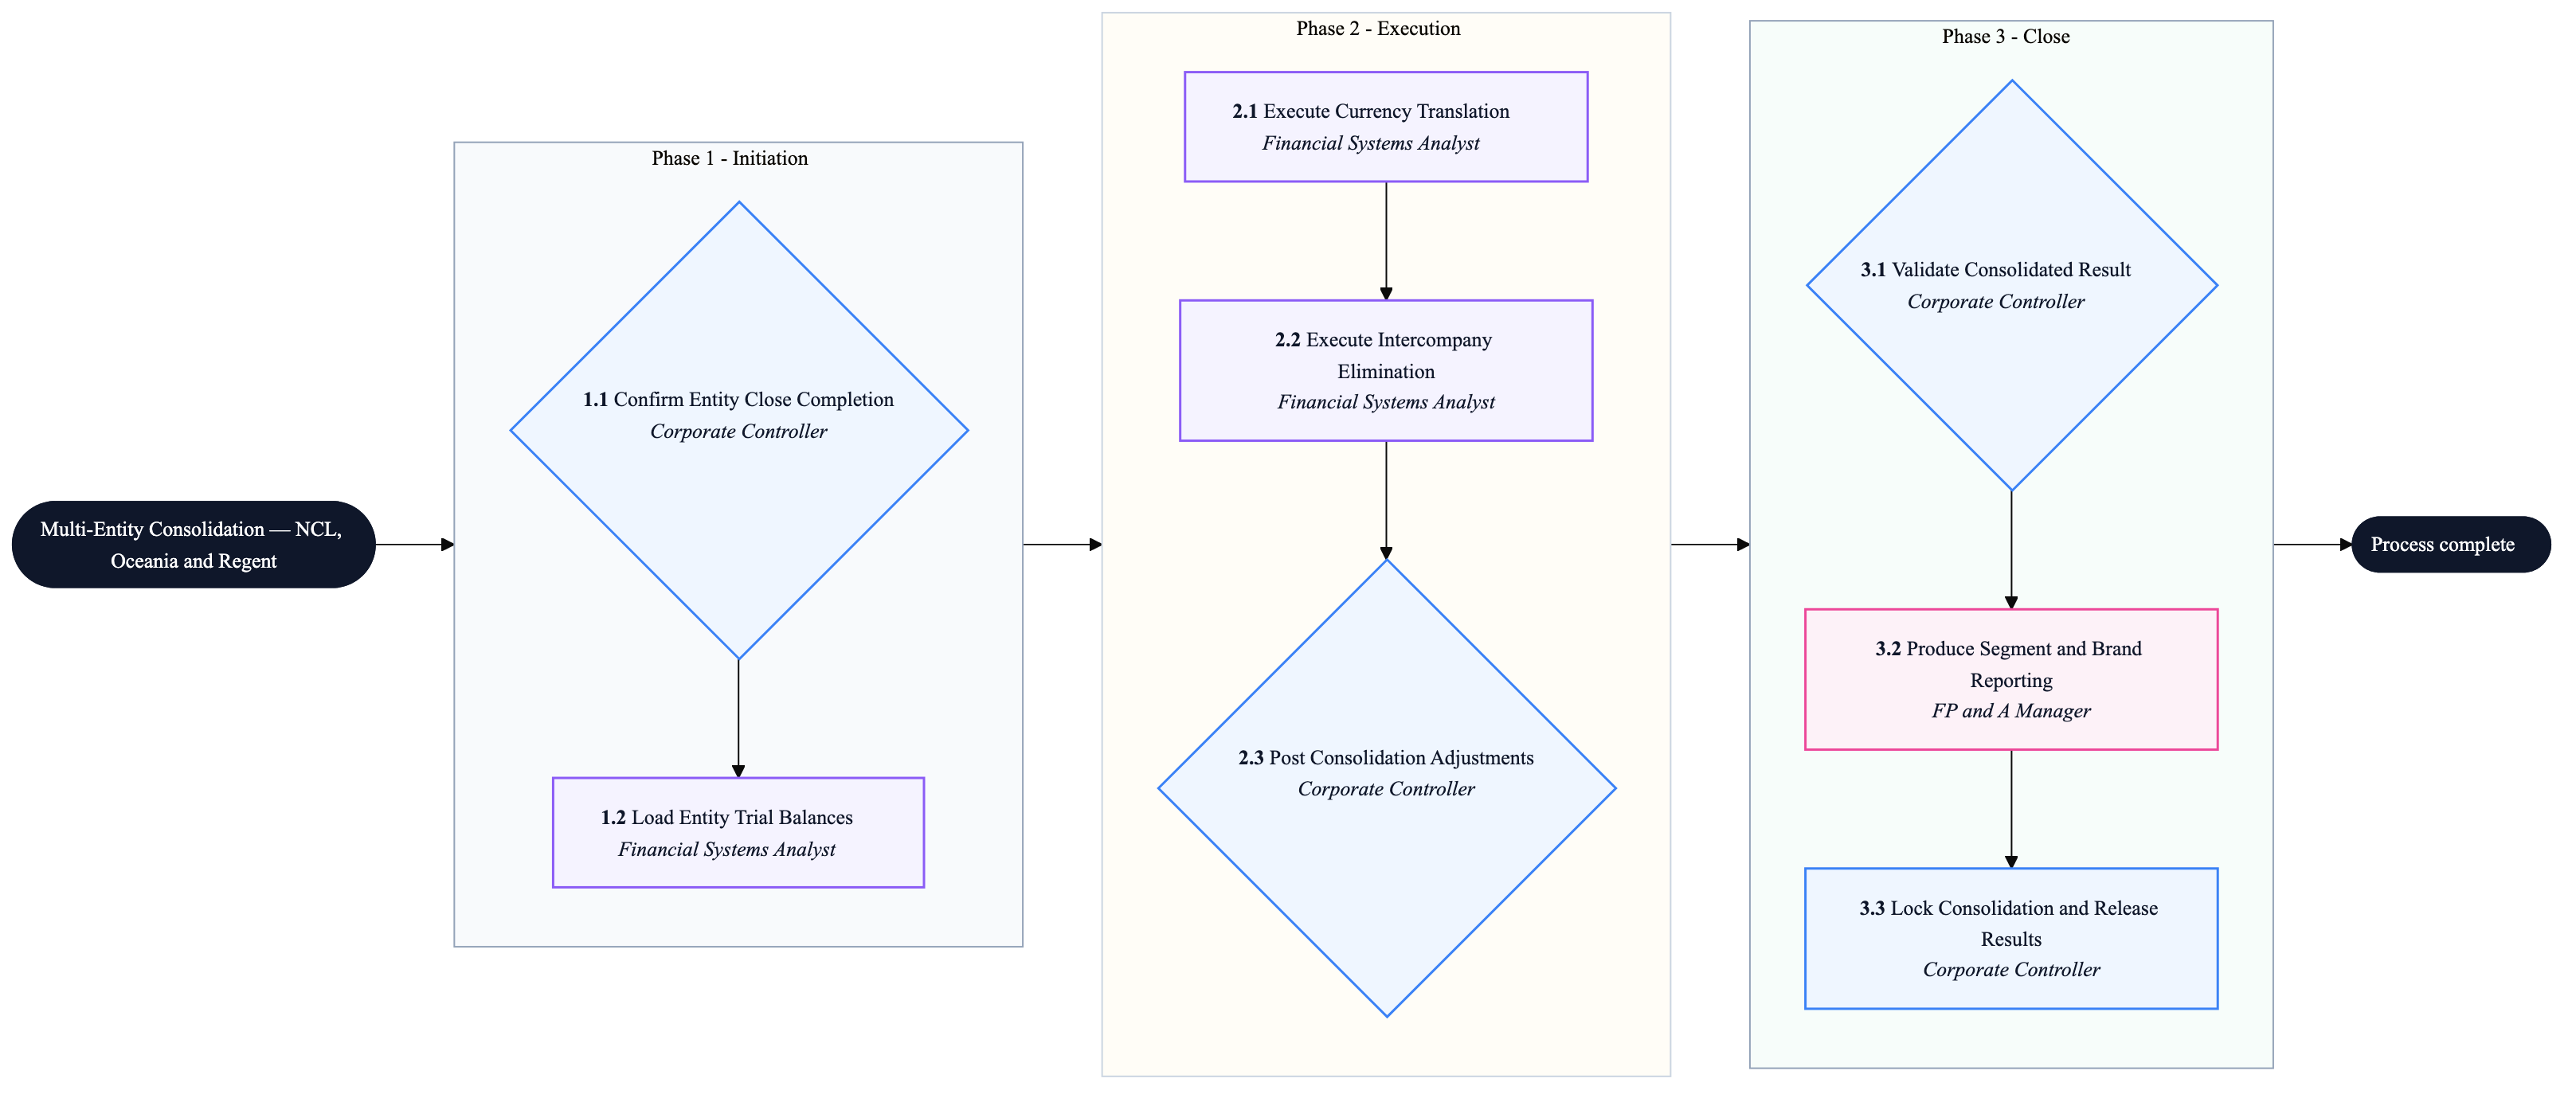 Multi-Entity Consolidation — NCL,
Oceania and Regent
Phase 1 - Initiation
1.1 Confirm Entity Close Completion
Corporate Controller
1.2 Load Entity Trial Balances
Financial Systems Analyst
Phase 2 - Execution
2.1 Execute Currency Translation
Financial Systems Analyst
2.2 Execute Intercompany
Elimination
Financial Systems Analyst
2.3 Post Consolidation Adjustments
Corporate Controller
Phase 3 - Close
3.1 Validate Consolidated Result
Corporate Controller
3.2 Produce Segment and Brand
Reporting
FP and A Manager
3.3 Lock Consolidation and Release
Results
Corporate Controller
Process complete